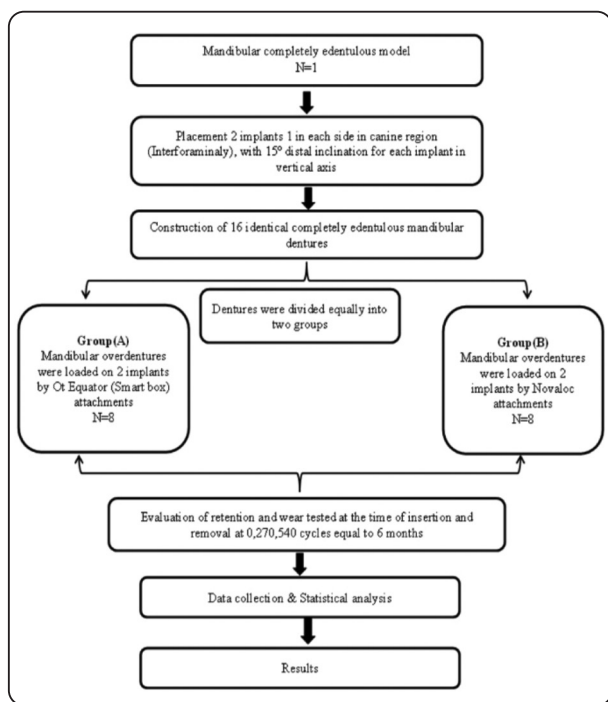 Mandibular completely edentulous model
N=1
Placement 2 implants 1 in each side in canine region
(Interforaminaly), with 15° distal inclination for each implant in
vertical axis
Construction of 16 identical completely edentulous mandibular
dentures
Dentures were divided equally into
two groups
Group(A)
Mandibular overdentures
were loaded on 2 implants
by Ot Equator (Smart box)
attachments
N=8
Group(B)
Mandibular overdentures
were loaded on 2
implants by Novaloc
attachments
N=8
Evaluation of retention and wear tested at the time of insertion and
removal at 0,270,540 cycles equal to 6 months
Data collection & Statistical analysis
Results